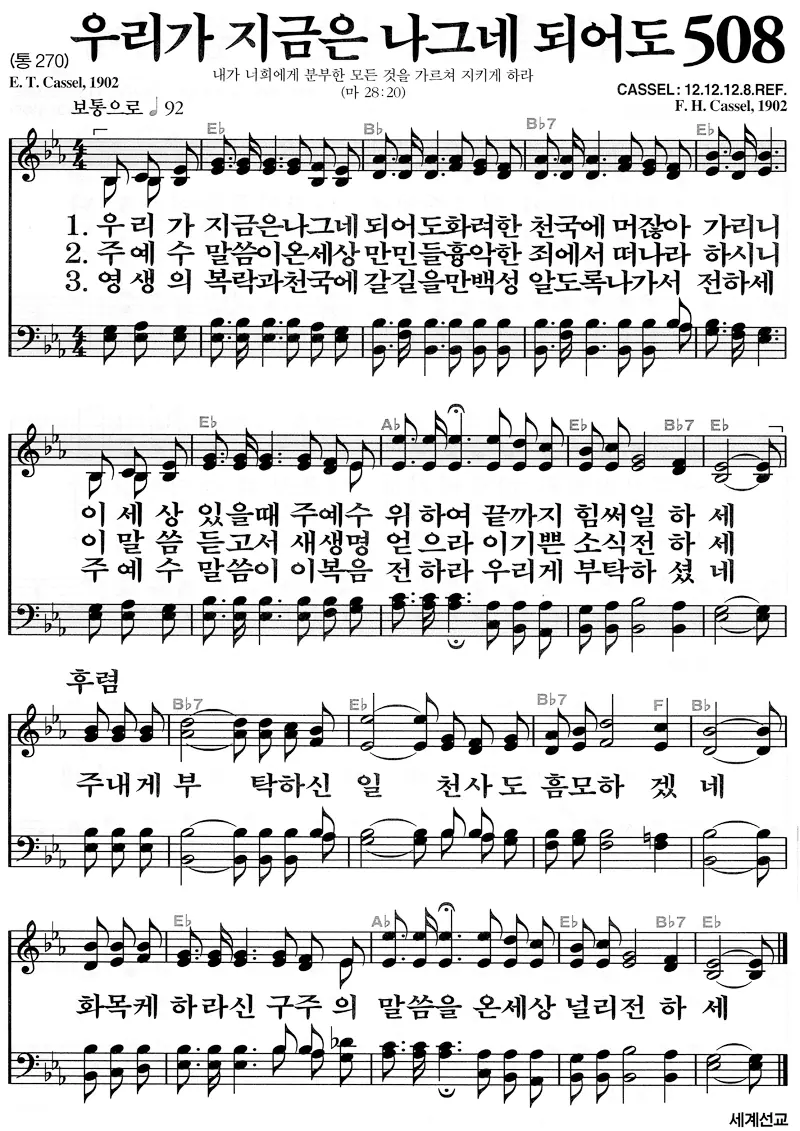 우리가 지금은 나그네 되어도 508
(통 270)
내가 너희에게 분부한 모든 것을 가르쳐 지키게 하라
(마 28:20)
E. T. Cassel, 1902
CASSEL: 12.12.12.8.REF.
F. H. Cassel, 1902
보통으로 ♩ 92
E♭ B♭ B♭7 E♭
1. 우 리 가 지금은나그네 되어도화려한 천국에 머잖아 가리니
2. 주 예 수 말씀이온세상 만민들흉악한 죄에서 떠나라 하시니
3. 영 생 의 복락과천국에 갈길을만백성 알도록나가서 전하세
E♭ A♭ E♭ B♭7 E♭
이 세 상 있을때 주예수 위 하여 끝까지 힘써일 하 세
이 말 씀 듣고서 새생명 얻 으라 이기쁜 소식전 하 세
주 예 수 말씀이 이복음 전 하라 우리게 부탁하 셨 네
후렴
B♭7 E♭ B♭7 F B♭
주내게 부 탁하신 일 천사도 흠모하 겠 네
E♭ A♭ E♭ B♭7 E♭
화목케 하라신 구주 의 말씀을 온세상 널리전 하 세
세계선교